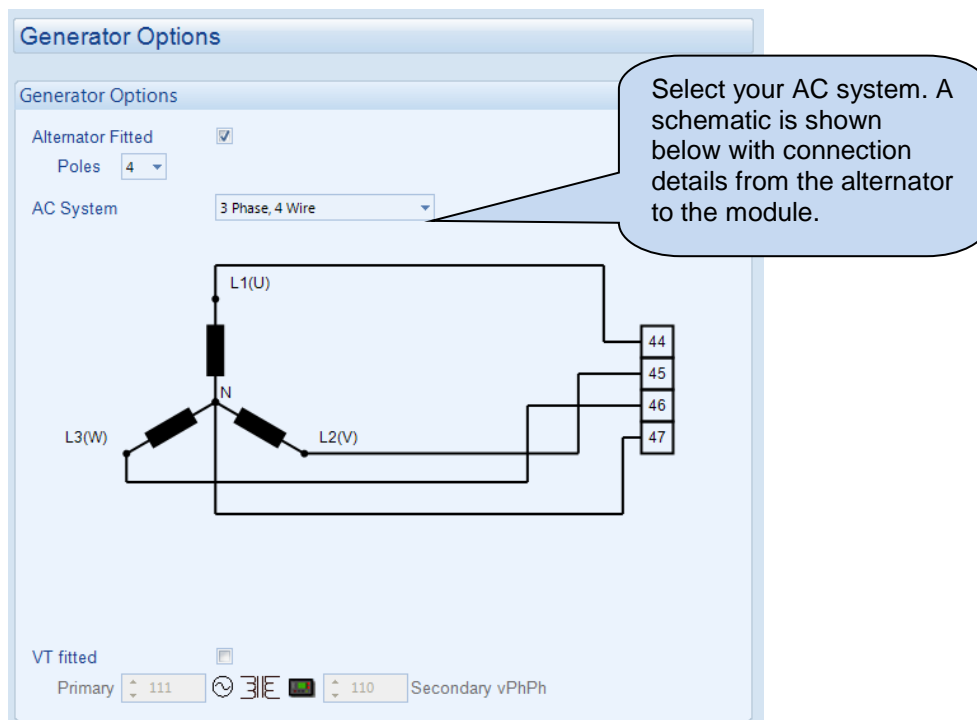 Generator Options
Generator Options
Select your AC system. A
schematic is shown
below with connection
details from the alternator
to the module.
Alternator Fitted
Poles 4
AC System 3 Phase, 4 Wire
L1(U)
44
45
N
46
L3(W) L2(V) 47
VT fitted
Primary 111 110 Secondary vPhPh